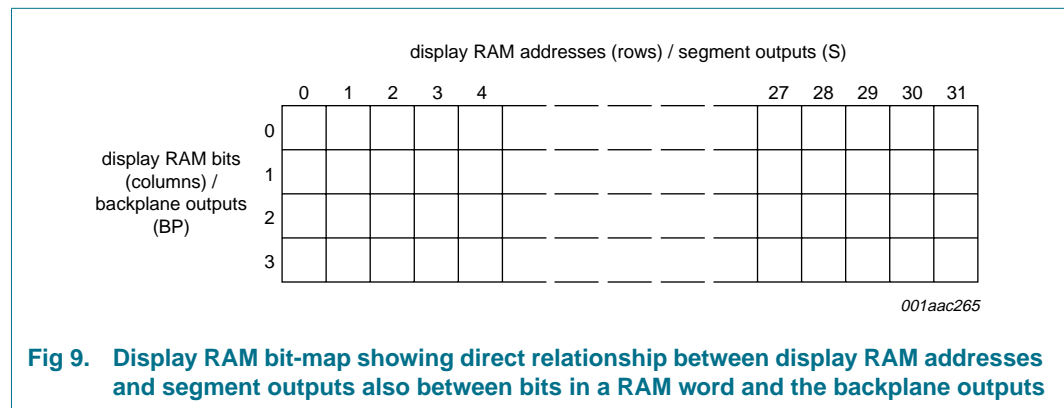 display RAM addresses (rows) / segment outputs (S)
0 1 2 3 4 27 28 29 30 31
0
display RAM bits
1
(columns) /
backplane outputs
2
(BP)
3
001aac265
Fig 9. Display RAM bit-map showing direct relationship between display RAM addresses
and segment outputs also between bits in a RAM word and the backplane outputs